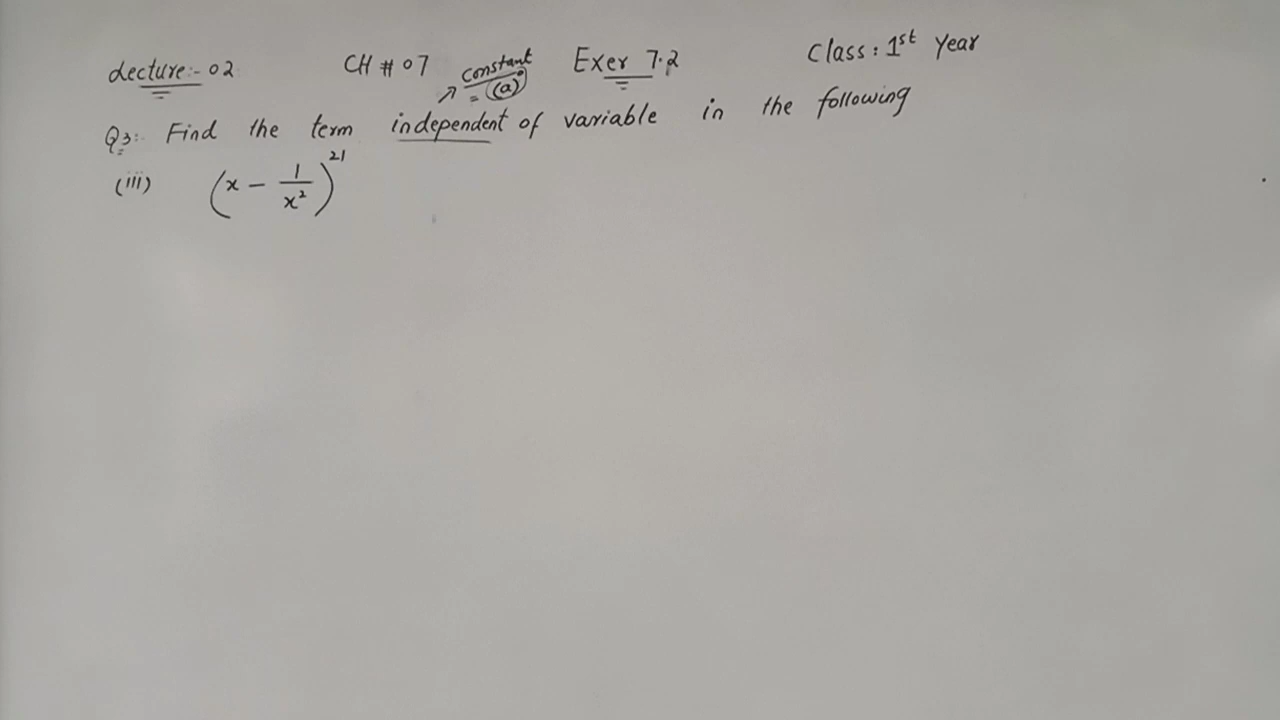 Lecture:- 02 CH # 07 Exer 7.2 Class: 1st Year
constant
= (a)°
Q3:- Find the term independent of variable in the following
(iii) (x - 1/x²)²¹